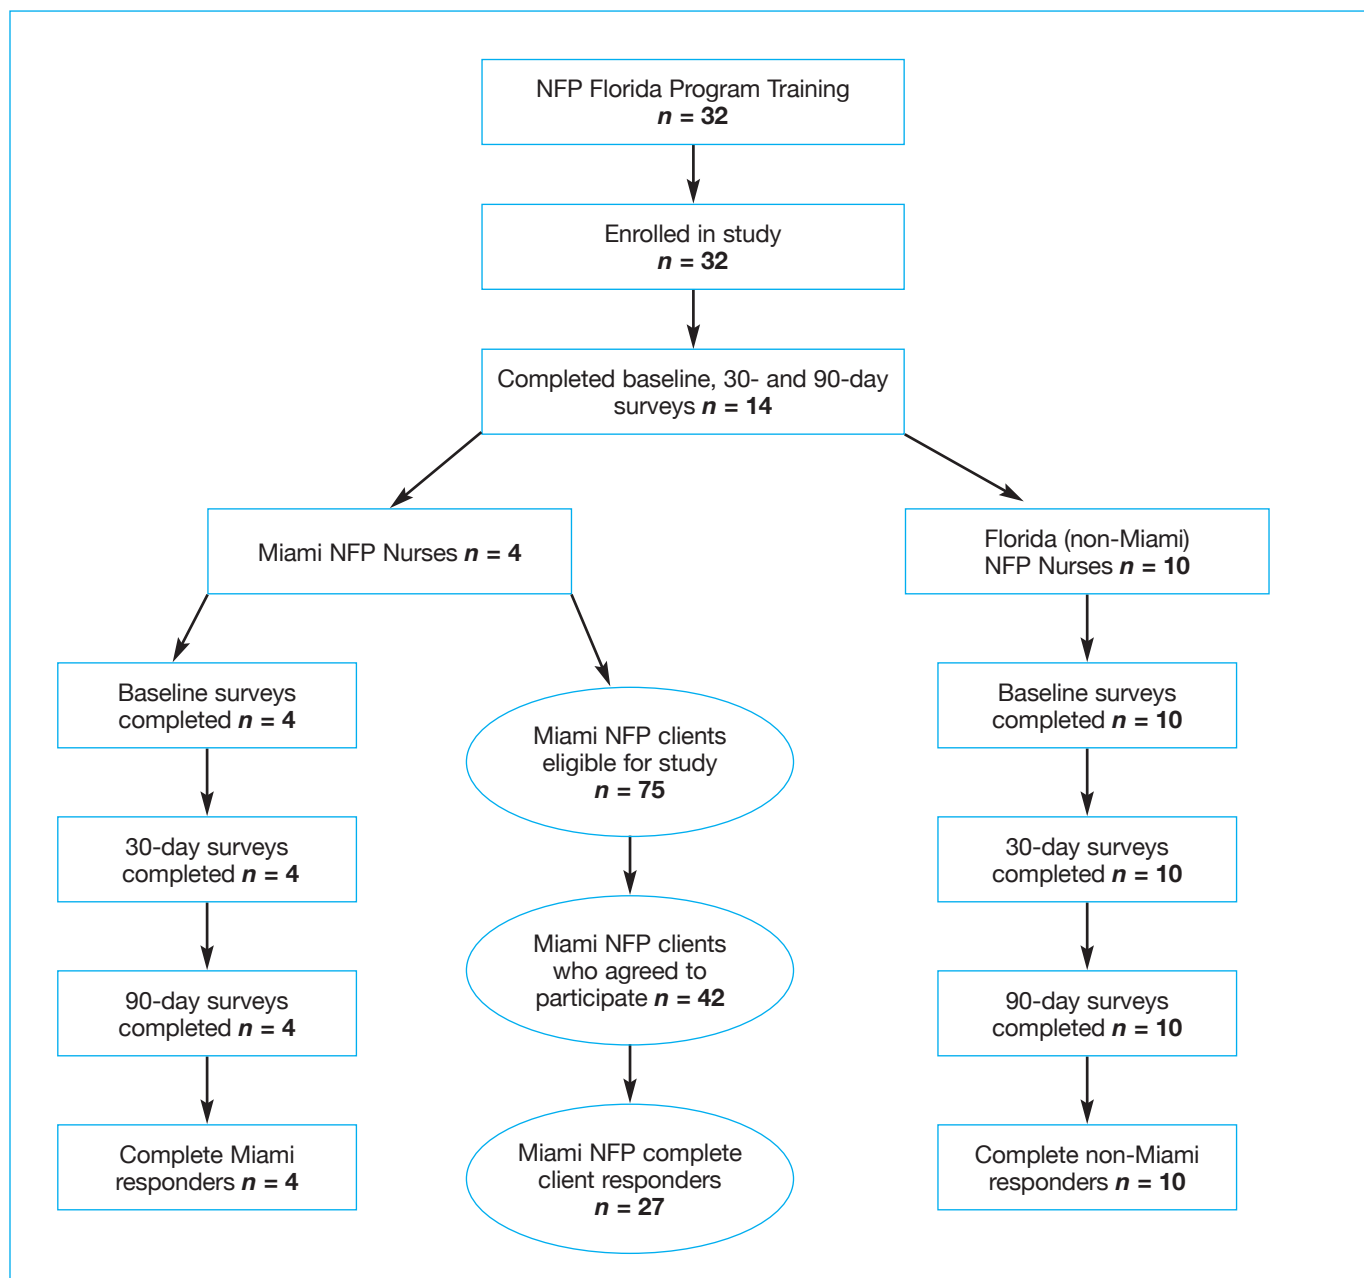 NFP Florida Program Training
n = 32
Enrolled in study
n = 32
Completed baseline, 30- and 90-day
surveys n = 14
Miami NFP Nurses n = 4
Florida (non-Miami)
NFP Nurses n = 10
Baseline surveys
completed n = 4
30-day surveys
completed n = 4
90-day surveys
completed n = 4
Complete Miami
responders n = 4
Miami NFP clients
eligible for study
n = 75
Miami NFP clients
who agreed to
participate n = 42
Miami NFP complete
client responders
n = 27
Baseline surveys
completed n = 10
30-day surveys
completed n = 10
90-day surveys
completed n = 10
Complete non-Miami
responders n = 10